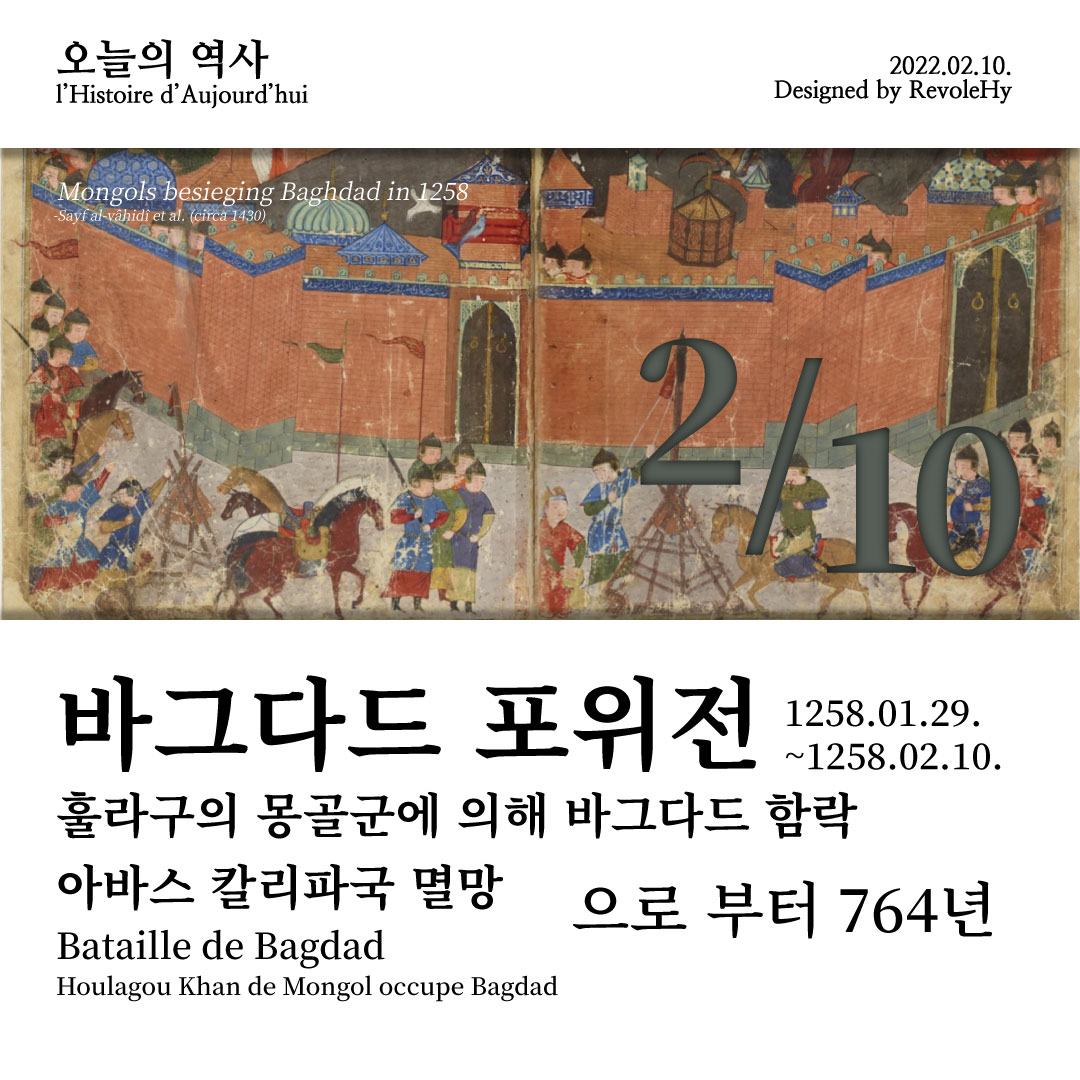 오늘의 역사
l’Histoire d’Aujourd’hui
2022.02.10.
Designed by RevoleHy
Mongols besieging Baghdad in 1258
-Sayf al-vâhidî et al. (circa 1430)
2/10
바그다드 포위전
1258.01.29.
~1258.02.10.
훌라구의 몽골군에 의해 바그다드 함락
아바스 칼리파국 멸망
으로 부터 764년
Bataille de Bagdad
Houlagou Khan de Mongol occupe Bagdad